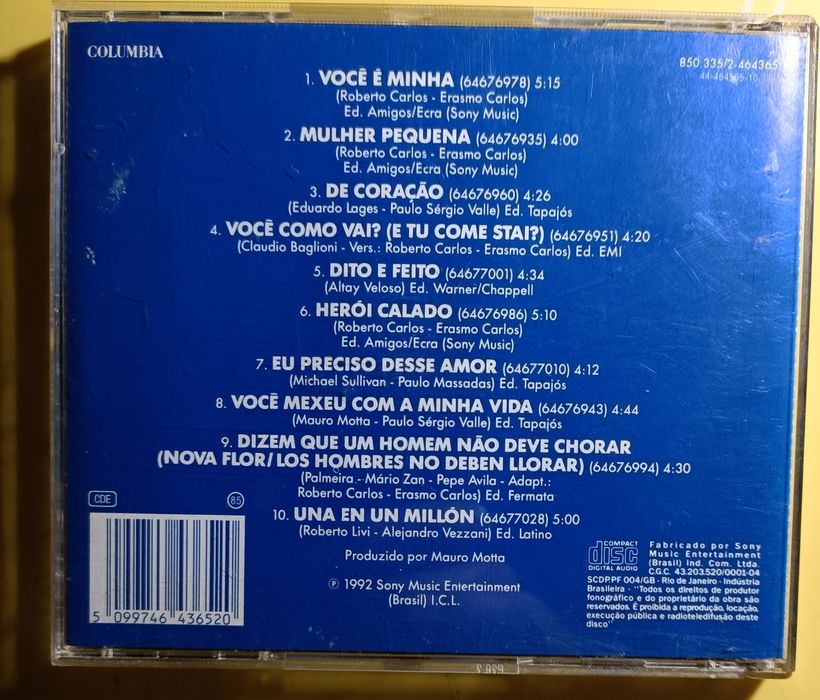 COLUMBIA
850.335/2-464365
1. VOCÊ É MINHA (64676978) 5:15
(Roberto Carlos - Erasmo Carlos)
Ed. Amigos/Ecra (Sony Music)
2. MULHER PEQUENA (64676935) 4:00
(Roberto Carlos - Erasmo Carlos)
Ed. Amigos/Ecra (Sony Music)
3. DE CORAÇÃO (64676960) 4:26
(Eduardo Lages - Paulo Sérgio Valle) Ed. Tapajós
4. VOCÊ COMO VAI? (E TU COME STAI?) (64676951) 4:20
(Claudio Baglioni - Vers.: Roberto Carlos - Erasmo Carlos) Ed. EMI
5. DITO E FEITO (64677001) 4:34
(Altay Veloso) Ed. Warner/Chappell
6. HERÓI CALADO (64676986) 5:10
(Roberto Carlos - Erasmo Carlos)
Ed. Amigos/Ecra (Sony Music)
7. EU PRECISO DESSE AMOR (64677010) 4:12
(Michael Sullivan - Paulo Massadas) Ed. Tapajós
8. VOCÊ MEXEU COM A MINHA VIDA (64676943) 4:44
(Mauro Motta - Paulo Sérgio Valle) Ed. Tapajós
9. DIZEM QUE UM HOMEM NÃO DEVE CHORAR
(NOVA FLOR/LOS HOMBRES NO DEBEN LLORAR) (64676994) 4:30
(Palmeira - Mário Zan - Pepe Avila - Adapt.:
Roberto Carlos - Erasmo Carlos) Ed. Fermata
10. UNA EN UN MILLÓN (64677028) 5:00
(Roberto Livi - Alejandro Vezzani) Ed. Latino
Produzido por Mauro Motta
℗ 1992 Sony Music Entertainment
(Brasil) I.C.L.
CDE
85
5 099746 436520
COMPACT
disc
DIGITAL AUDIO
Fabricado por Sony
Music Entertainment
(Brasil) Ind. Com. Ltda.
C.G.C. 43.203.520/0001-04
SCDP.PF 004/GB - Rio de Janeiro - Indústria
Brasileira - "Todos os direitos de produtor
fonográfico e do proprietário da obra são
reservados. É proibida a reprodução, locação,
execução pública e radioteledifusão deste
disco"